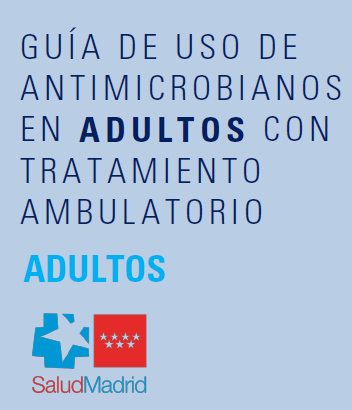 GUÍA DE USO DE
ANTIMICROBIANOS
EN ADULTOS CON
TRATAMIENTO
AMBULATORIO
ADULTOS
SaludMadrid